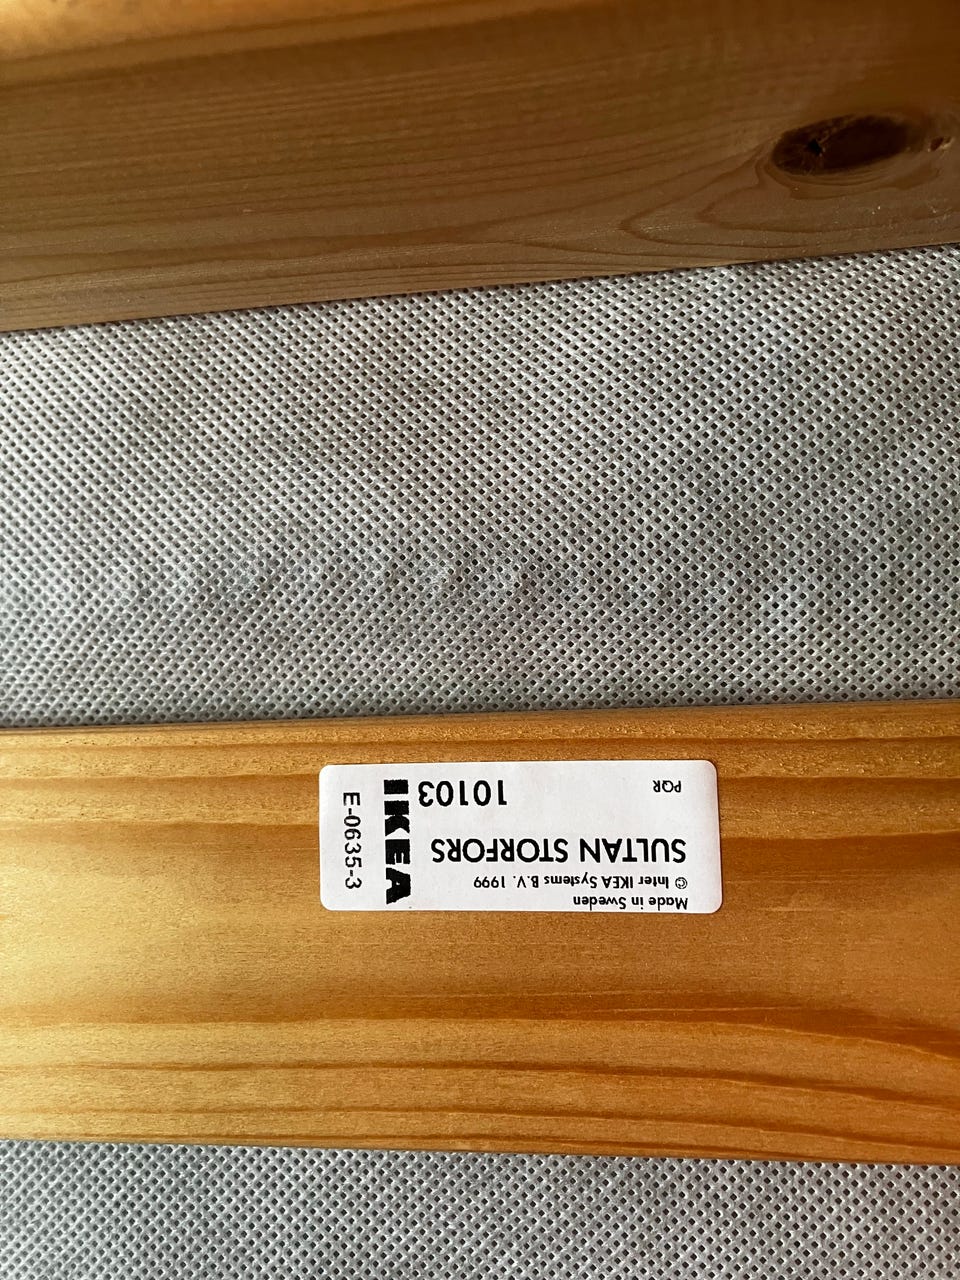 Made in Sweden
© Inter IKEA Systems B.V. 1999
SULTAN STORFORS
PQR 10103
IKEA
E-0635-3